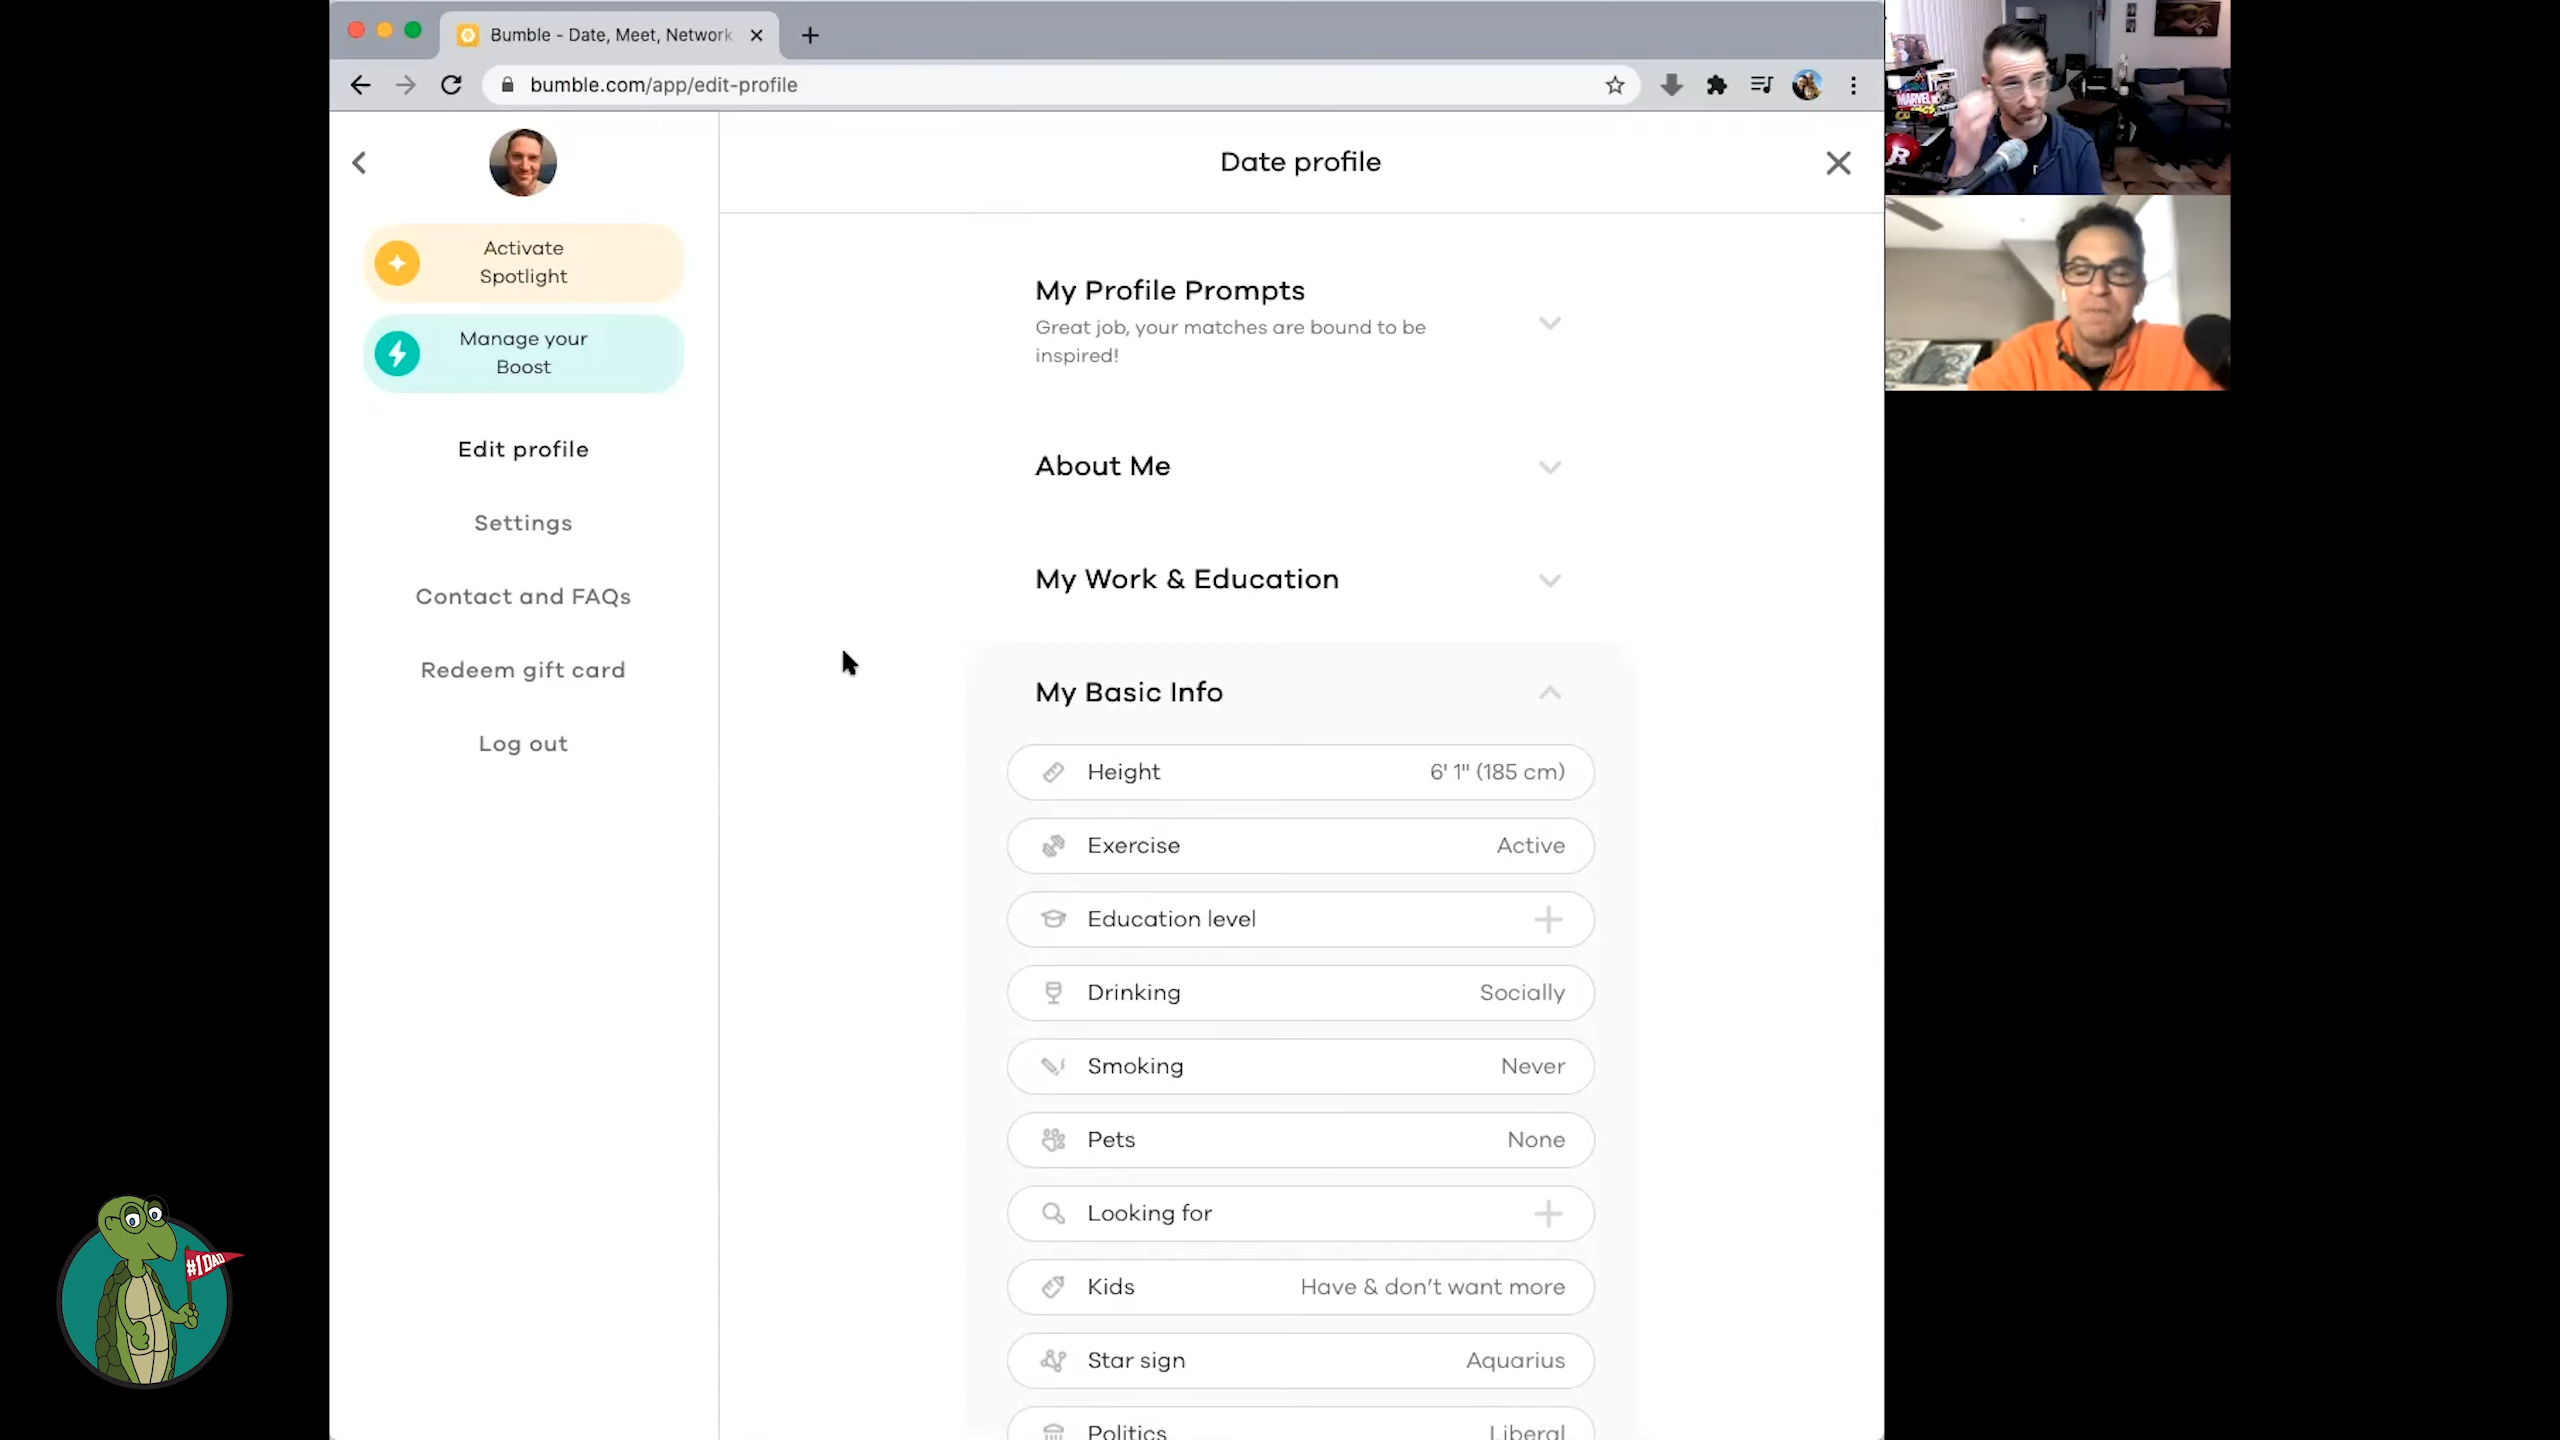 Bumble - Date, Meet, Network
bumble.com/app/edit-profile
Date profile
Activate
Spotlight
Manage your
Boost
Edit profile
Settings
Contact and FAQs
Redeem gift card
Log out
My Profile Prompts
Great job, your matches are bound to be
inspired!
About Me
My Work & Education
My Basic Info
Height 6' 1" (185 cm)
Exercise Active
Education level
Drinking Socially
Smoking Never
Pets None
Looking for
Kids Have & don't want more
Star sign Aquarius
Politics Liberal
MARVEL
R
#1 DAD